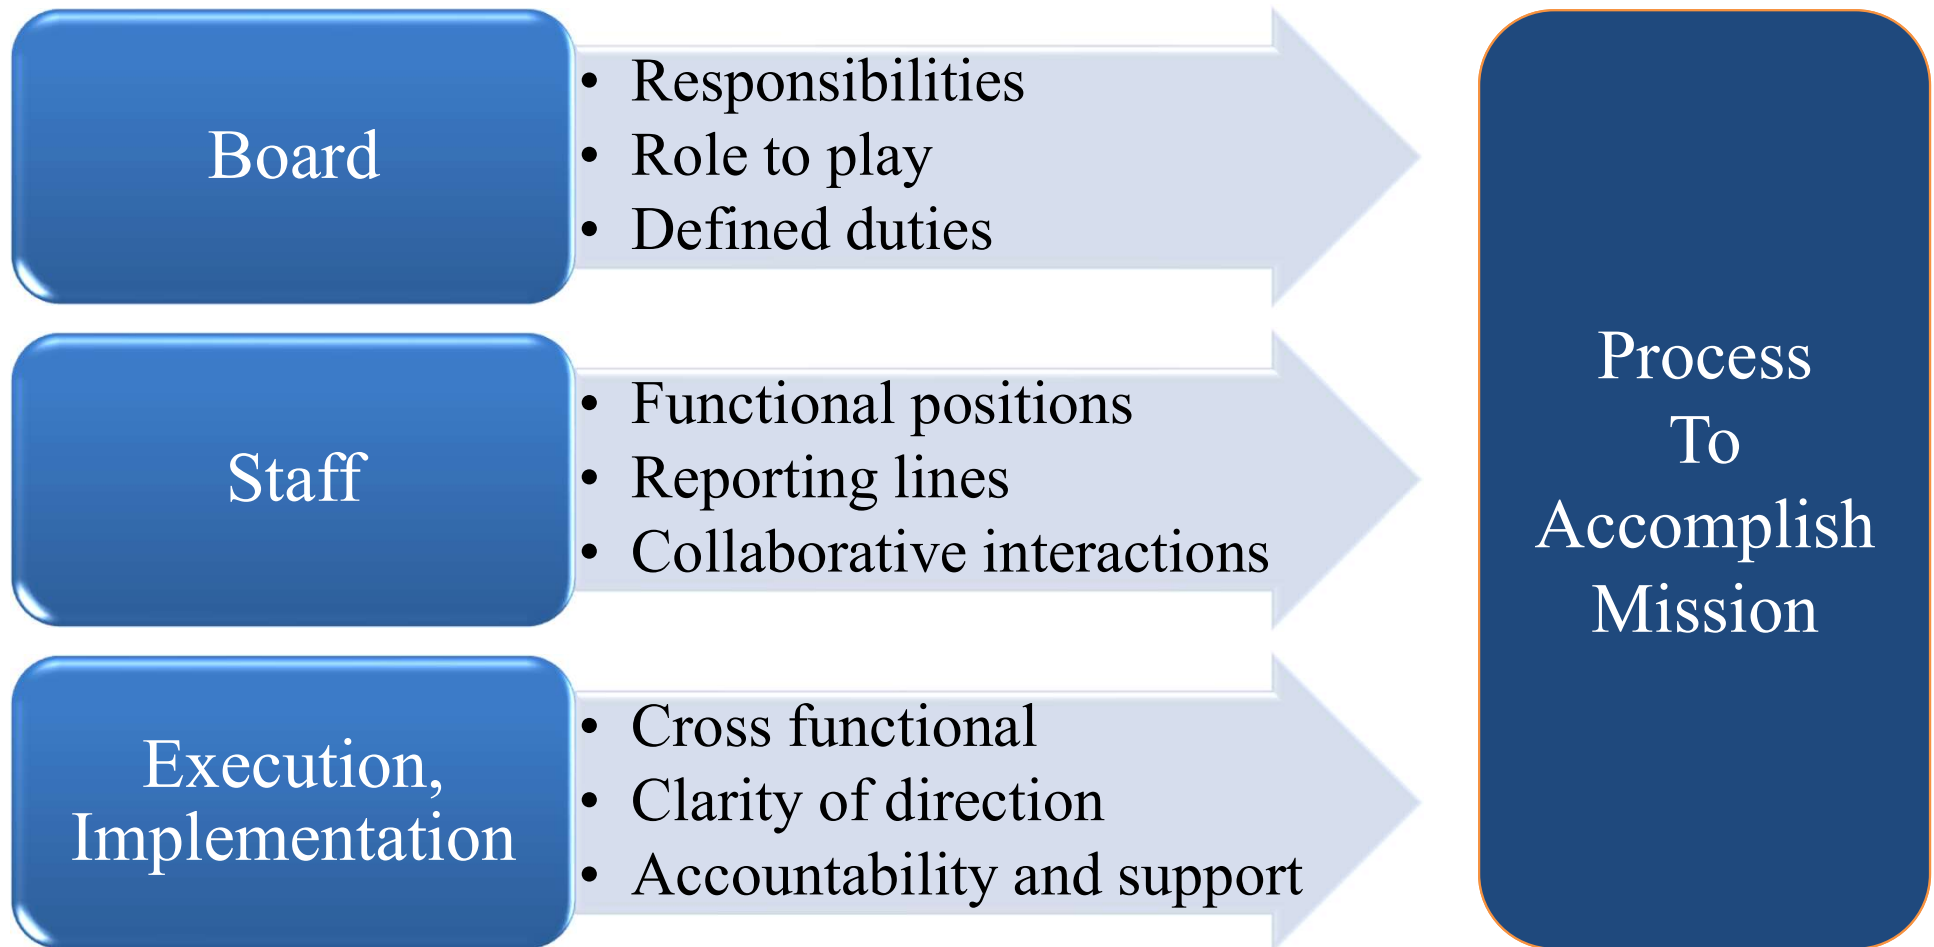 Board
• Responsibilities
• Role to play
• Defined duties
Staff
• Functional positions
• Reporting lines
• Collaborative interactions
Execution,
Implementation
• Cross functional
• Clarity of direction
• Accountability and support
Process
To
Accomplish
Mission